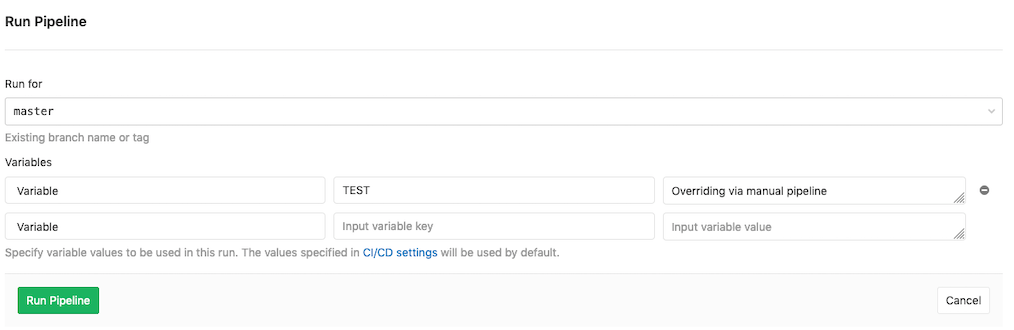 Run Pipeline
Run for
master
Existing branch name or tag
Variables
Variable TEST Overriding via manual pipeline
Variable Input variable key Input variable value
Specify variable values to be used in this run. The values specified in CI/CD settings will be used by default.
Run Pipeline Cancel